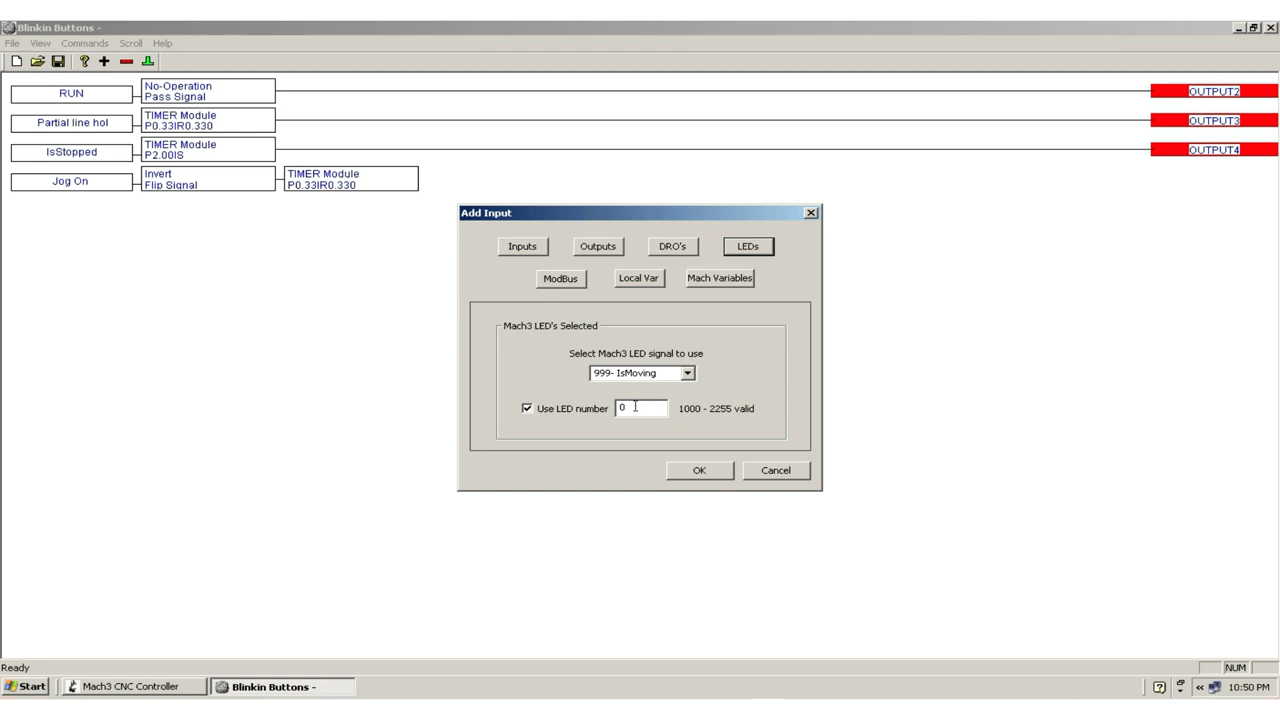 Blinkin Buttons -
File View Commands Scroll Help
RUN
No-Operation
Pass Signal
OUTPUT2
Partial line hol
TIMER Module
P0.33IR0.330
OUTPUT3
IsStopped
TIMER Module
P2.00IS
OUTPUT4
Jog On
Invert
Flip Signal
TIMER Module
P0.33IR0.330
Add Input
Inputs Outputs DRO's LEDs
ModBus Local Var Mach Variables
Mach3 LED's Selected
Select Mach3 LED signal to use
999- IsMoving
Use LED number 0 1000 - 2255 valid
OK Cancel
Ready NUM
Start Mach3 CNC Controller Blinkin Buttons - 10:50 PM